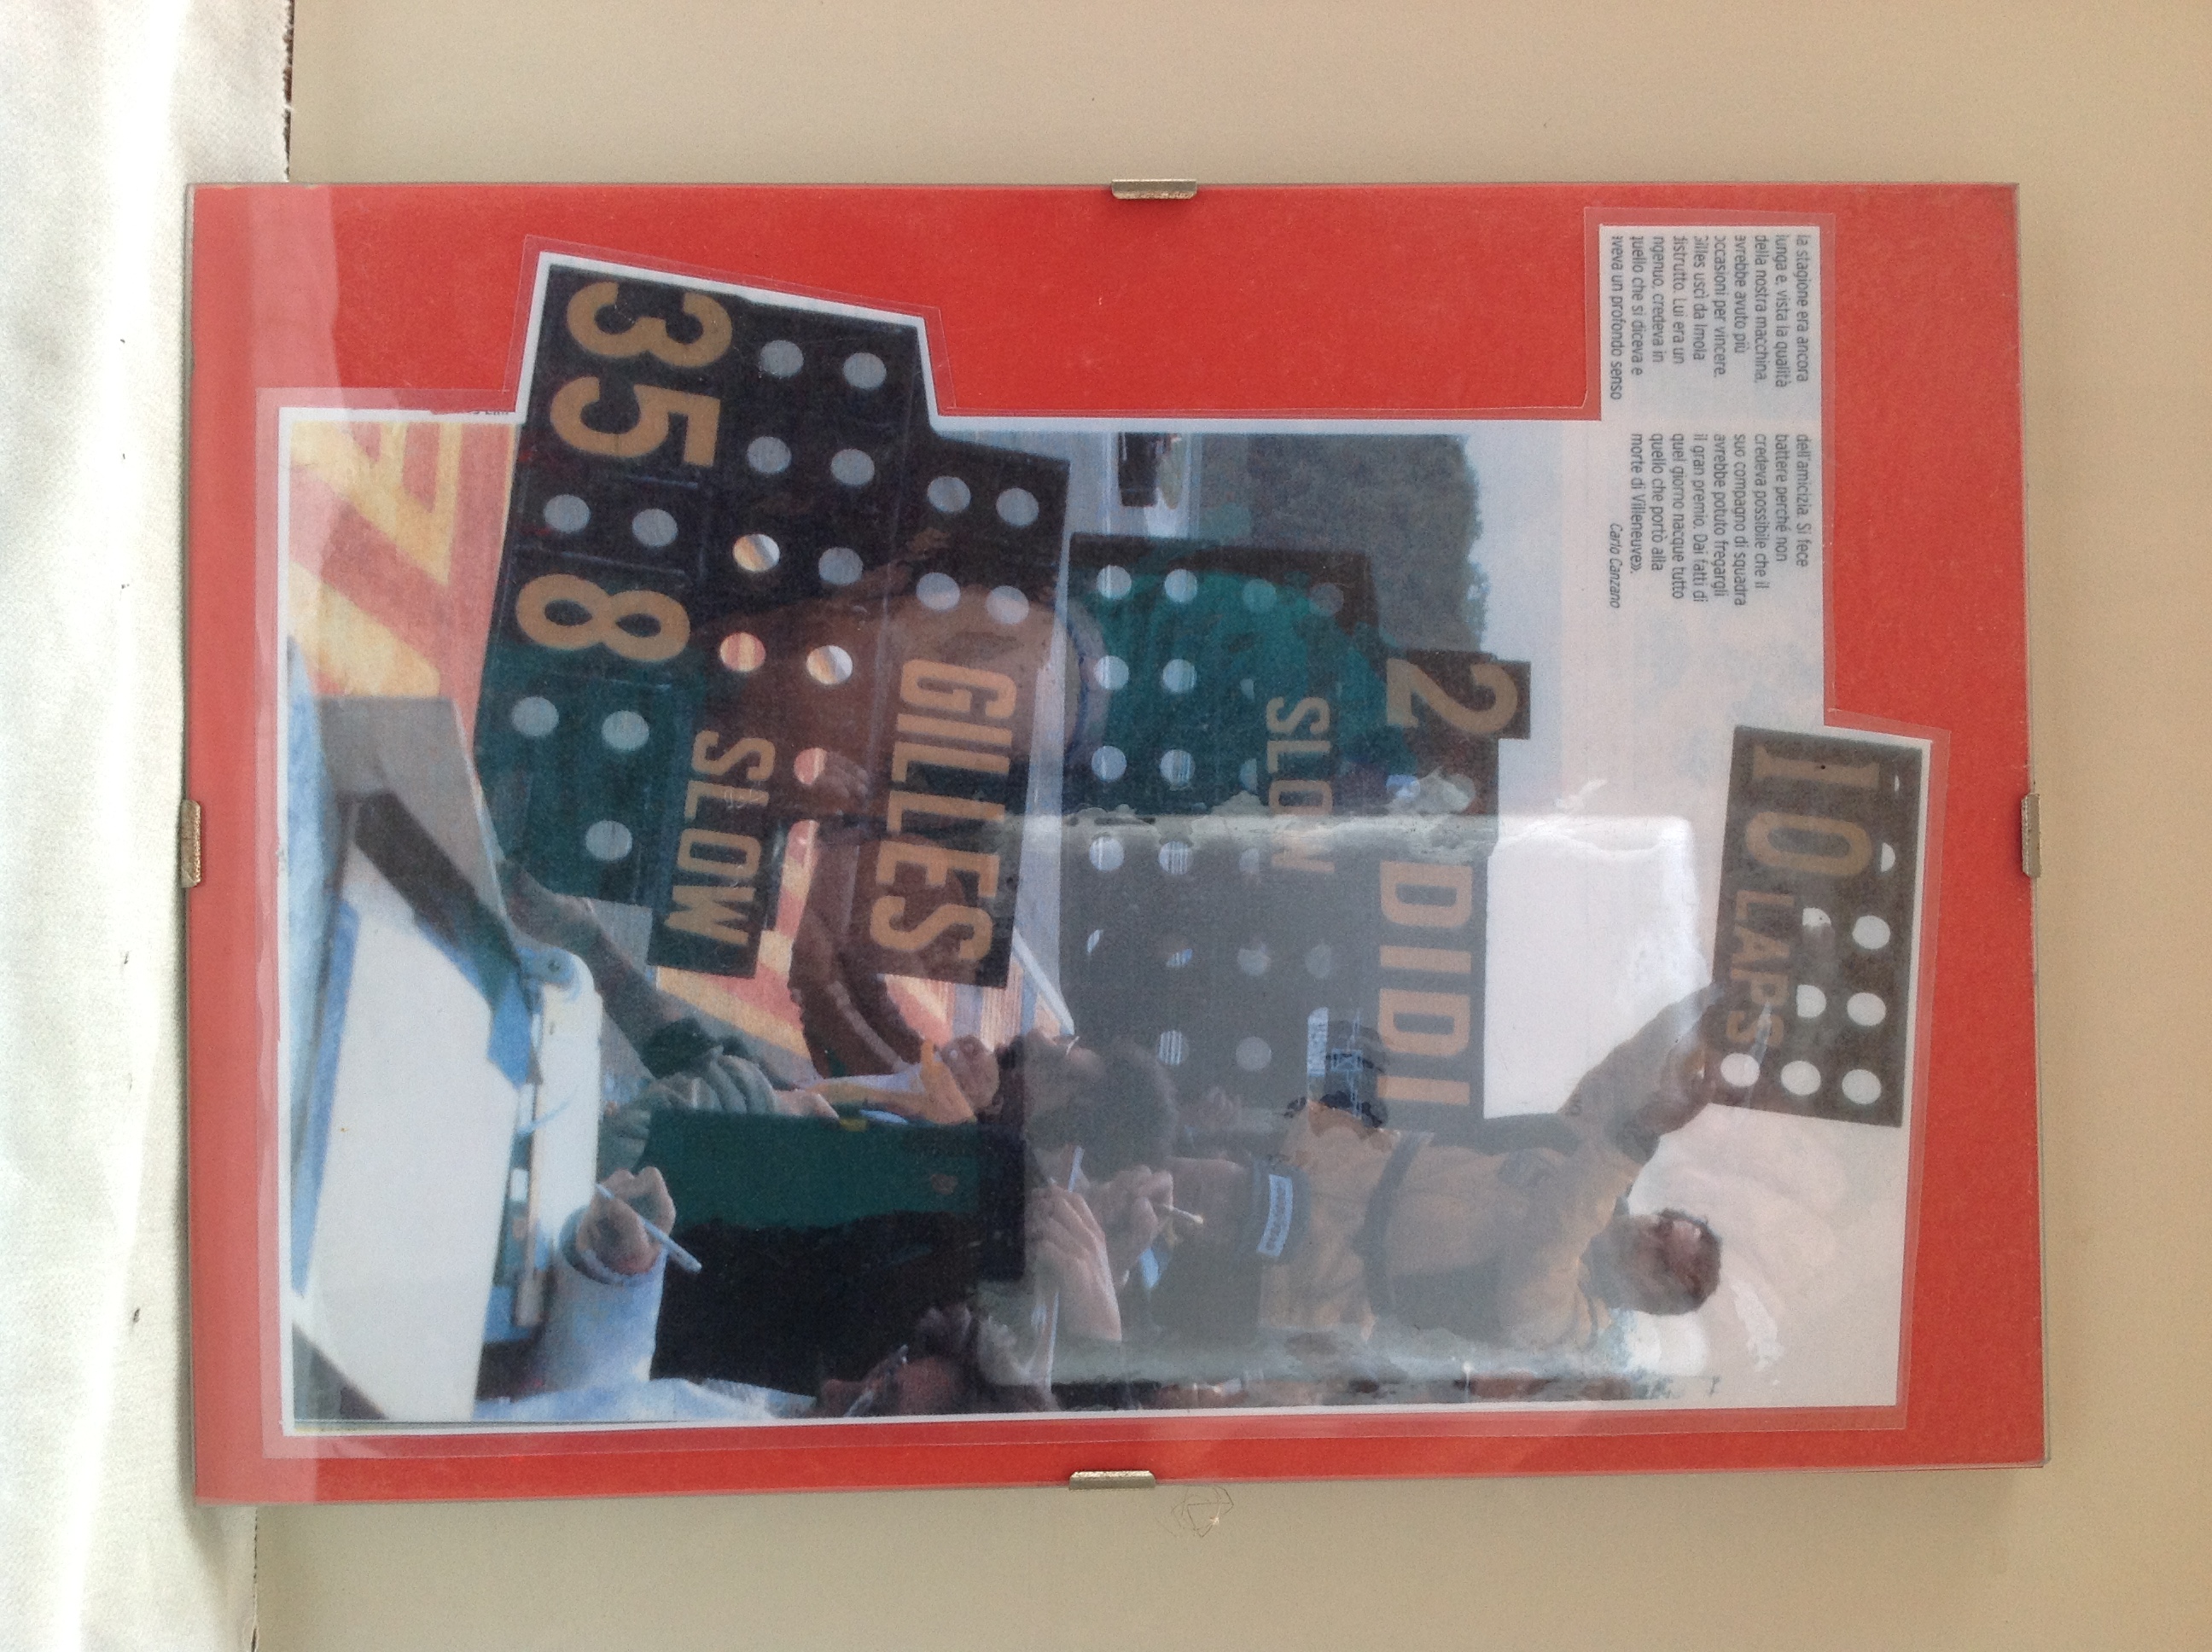 la stagione era ancora
lunga e, vista la qualità
della nostra macchina,
avrebbe avuto più
occasioni per vincere.
Gilles uscì da Imola
distrutto. Lui era un
ingenuo, credeva in
quello che si diceva e
aveva un profondo senso
dell'amicizia. Si fece
battere perché non
credeva possibile che il
suo compagno di squadra
avrebbe potuto fregargli
il gran premio. Dai fatti di
quel giorno nacque tutto
quello che portò alla
morte di Villeneuve».
Carlo Canzano
10
LAPS
2
DIDI
SLOW
GILLES
SLOW
35
8